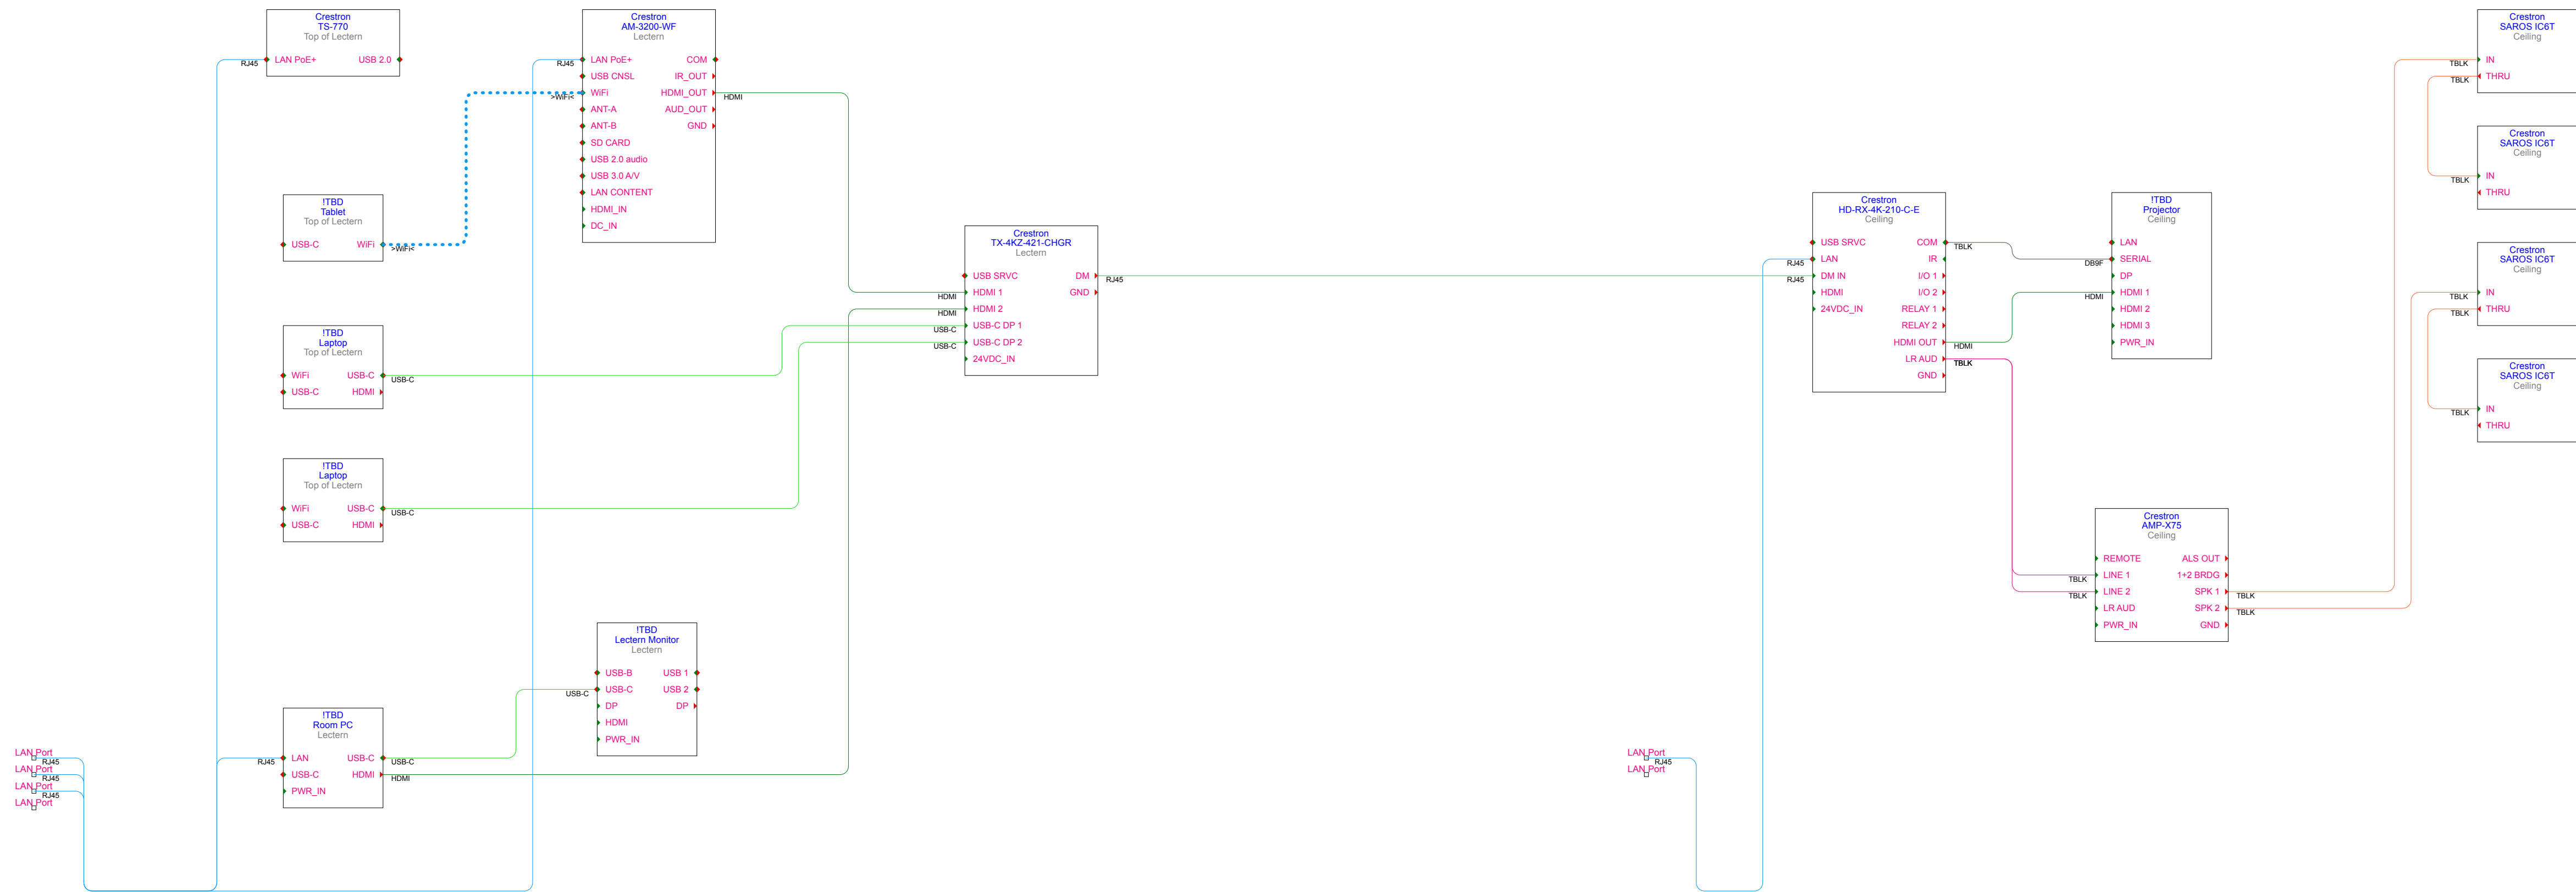 Crestron
TS-770
Top of Lectern
LAN PoE+
USB 2.0
RJ45
Crestron
AM-3200-WF
Lectern
LAN PoE+
COM
RJ45
USB CNSL
IR_OUT
WiFi
HDMI_OUT
>WiFi<
HDMI
ANT-A
AUD_OUT
ANT-B
GND
SD CARD
USB 2.0 audio
USB 3.0 A/V
LAN CONTENT
HDMI_IN
DC_IN
!TBD
Tablet
Top of Lectern
USB-C
WiFi
>WiFi<
!TBD
Laptop
Top of Lectern
WiFi
USB-C
USB-C
USB-C
HDMI
!TBD
Laptop
Top of Lectern
WiFi
USB-C
USB-C
USB-C
HDMI
Crestron
TX-4KZ-421-CHGR
Lectern
USB SRVC
DM
RJ45
HDMI 1
GND
HDMI
HDMI 2
HDMI
USB-C DP 1
USB-C
USB-C DP 2
USB-C
24VDC_IN
!TBD
Lectern Monitor
Lectern
USB-B
USB 1
USB-C
USB 2
USB-C
DP
DP
HDMI
PWR_IN
!TBD
Room PC
Lectern
LAN
USB-C
RJ45
USB-C
USB-C
HDMI
HDMI
PWR_IN
LAN Port
RJ45
LAN Port
RJ45
LAN Port
RJ45
LAN Port
LAN Port
RJ45
LAN Port
Crestron
HD-RX-4K-210-C-E
Ceiling
USB SRVC
COM
TBLK
LAN
IR
RJ45
DM IN
I/O 1
RJ45
HDMI
I/O 2
24VDC_IN
RELAY 1
RELAY 2
HDMI OUT
HDMI
LR AUD
TBLK
GND
!TBD
Projector
Ceiling
LAN
SERIAL
DB9F
DP
HDMI 1
HDMI
HDMI 2
HDMI 3
PWR_IN
Crestron
AMP-X75
Ceiling
REMOTE
ALS OUT
LINE 1
1+2 BRDG
TBLK
LINE 2
SPK 1
TBLK
TBLK
LR AUD
SPK 2
TBLK
PWR_IN
GND
Crestron
SAROS IC6T
Ceiling
IN
TBLK
THRU
TBLK
Crestron
SAROS IC6T
Ceiling
IN
TBLK
THRU
Crestron
SAROS IC6T
Ceiling
IN
TBLK
THRU
TBLK
Crestron
SAROS IC6T
Ceiling
IN
TBLK
THRU